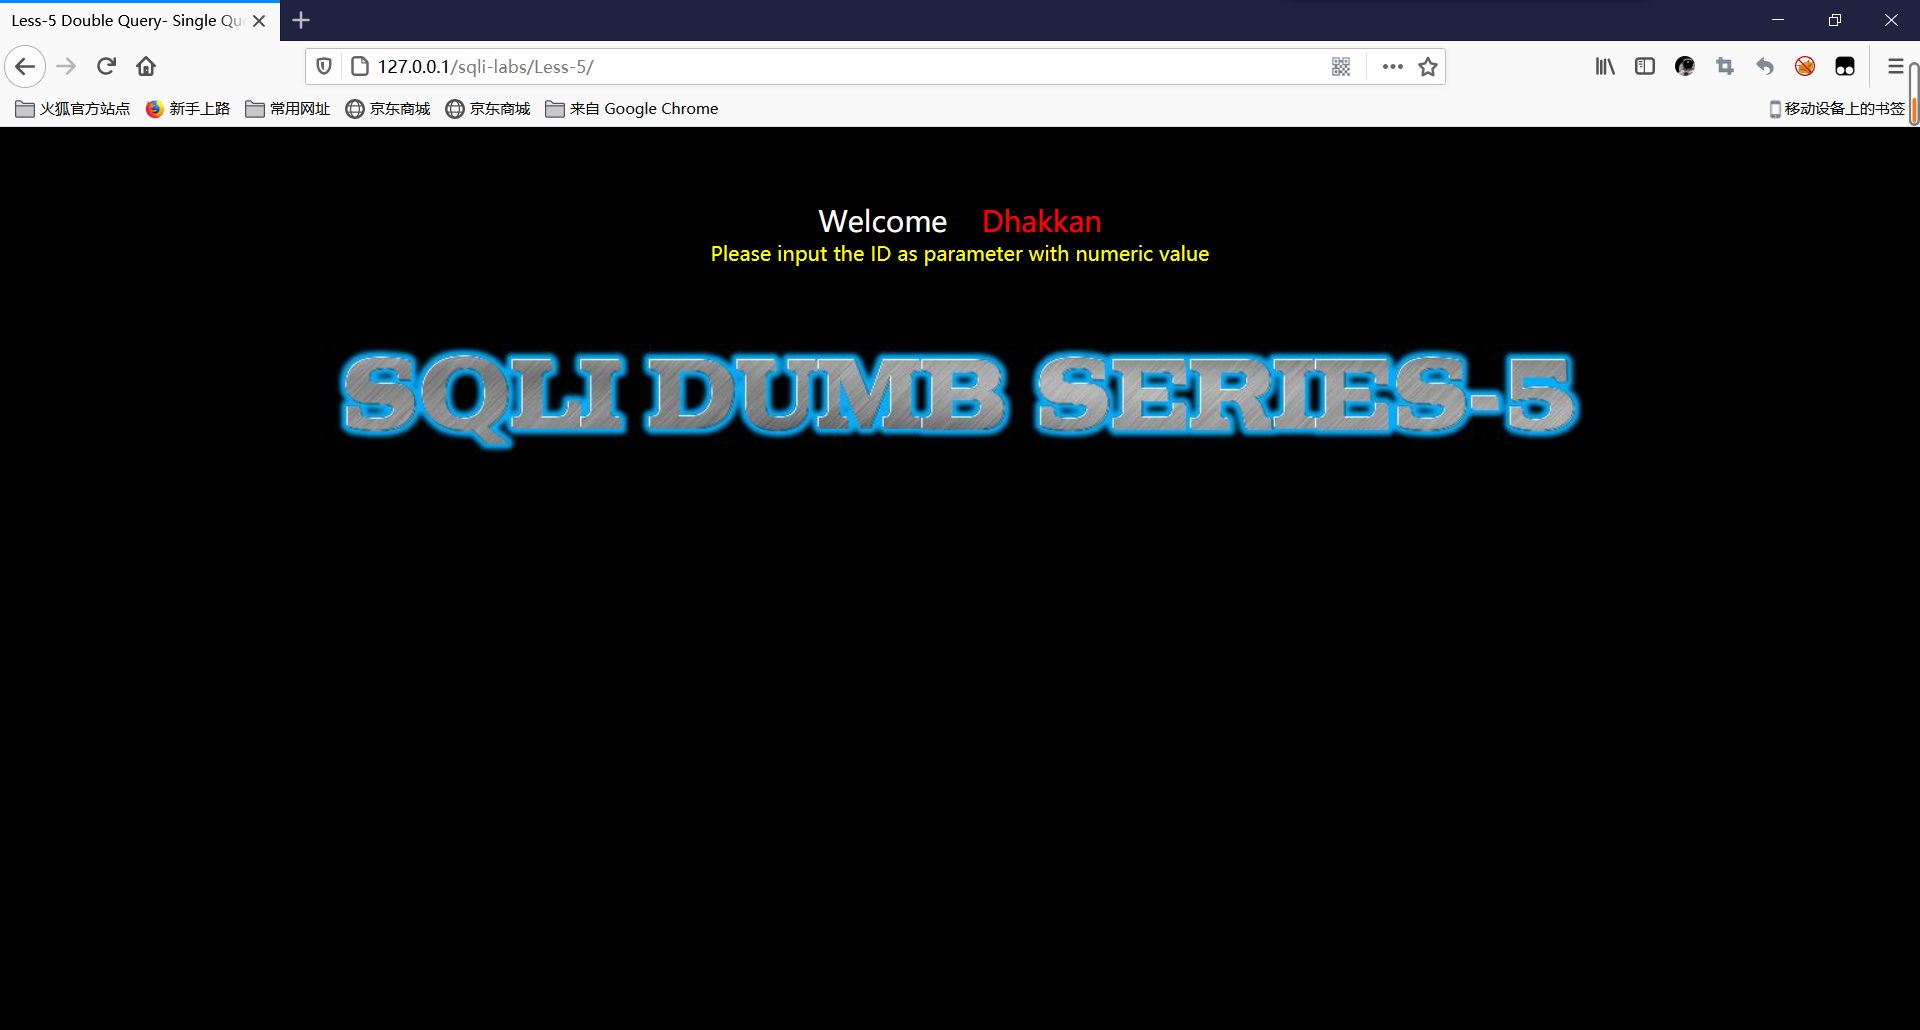 Less-5 Double Query- Single Qu
127.0.0.1/sqli-labs/Less-5/
火狐官方站点 新手上路 常用网址 京东商城 京东商城 来自 Google Chrome 移动设备上的书签
Welcome Dhakkan
Please input the ID as parameter with numeric value
SQLI DUMB SERIES-5